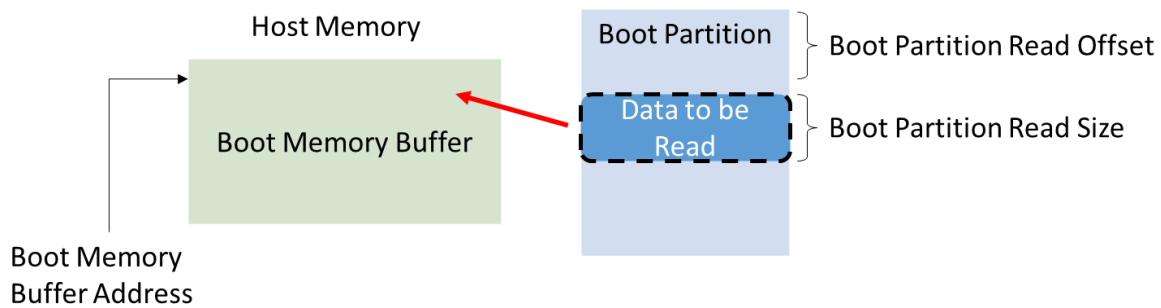 Host Memory
Boot Partition
Boot Partition Read Offset
Data to be
Read
Boot Partition Read Size
Boot Memory Buffer
Boot Memory
Buffer Address